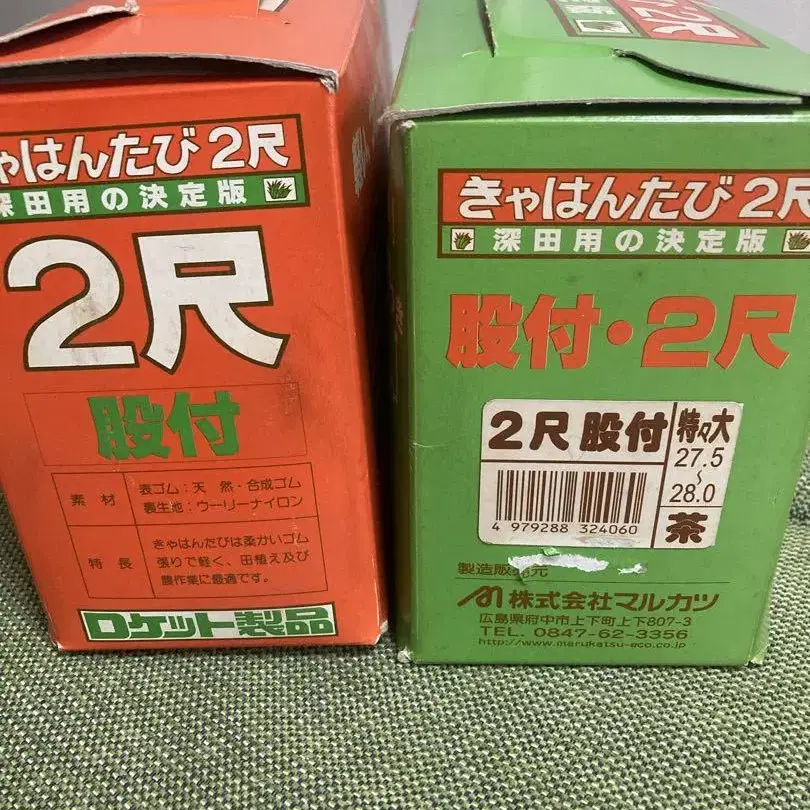 ゃはんたび 2尺
深田用の決定版
2尺
股付
素材
表ゴム:天然・合成ゴム
裏生地:ウーリーナイロン
特長
きゃはんたびは柔かいゴム
張りで軽く、田植え及び
農作業に最適です。
ロケット製品
2尺
きゃはんたび 2尺
深田用の決定版
股付・2尺
2尺 股付
特々大
27.5
～
28.0
茶
4 979288 324060
製造販売元
株式会社マルカツ
広島県府中市上下町上下807-3
TEL. 0847-62-3356
http://www.marukatsu-eco.co.jp